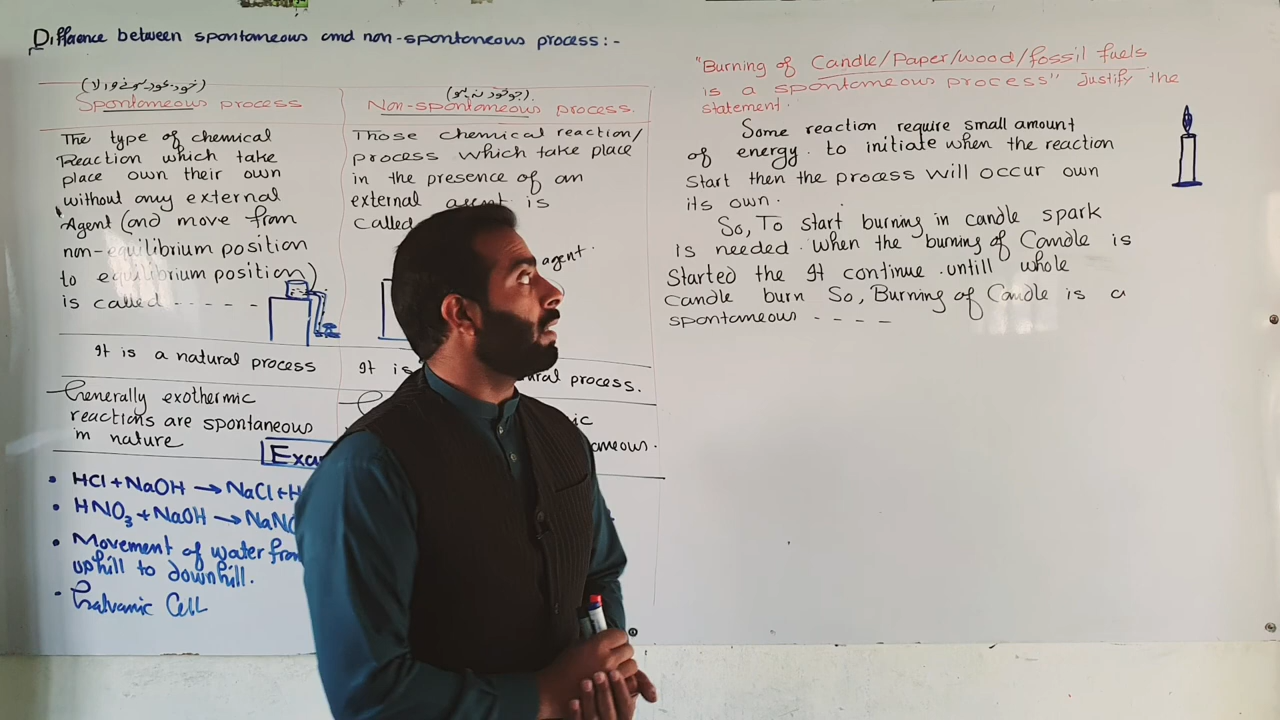 Difference between spontaneous and non-spontaneous process:-
Spontaneous process
The type of chemical
Reaction which take
place own their own
without any external
Agent (and move from
non-equilibrium position
to equilibrium position)
is called - - - - -
It is a natural process
Generally exothermic
reactions are spontaneous
in nature
• HCl + NaOH → NaCl + H
• HNO3 + NaOH → NaN
• Movement of water from
uphill to downhill.
• Galvanic Cell
Non-spontaneous process.
Those chemical reaction/
process which take place
in the presence of an
external agent is
called
agent.
It is
process.
"Burning of Candle/Paper/wood/fossil fuels
is a spontaneous process" Justify the
statement.
Some reaction require small amount
of energy. to initiate when the reaction
start then the process will occur own
its own.
So, To start burning in candle spark
is needed. when the burning of Candle is
Started the It continue untill whole
Candle burn So, Burning of Candle is a
spontaneous - - - -